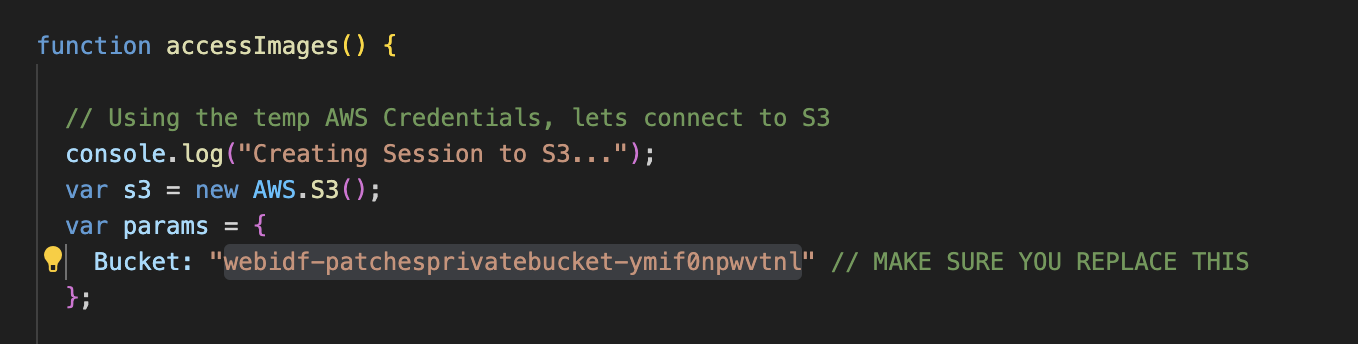 function accessImages() {
// Using the temp AWS Credentials, lets connect to S3
console.log("Creating Session to S3...");
var s3 = new AWS.S3();
var params = {
Bucket: "webidf-patchesprivatebucket-ymif0npwvtnl" // MAKE SURE YOU REPLACE THIS
};